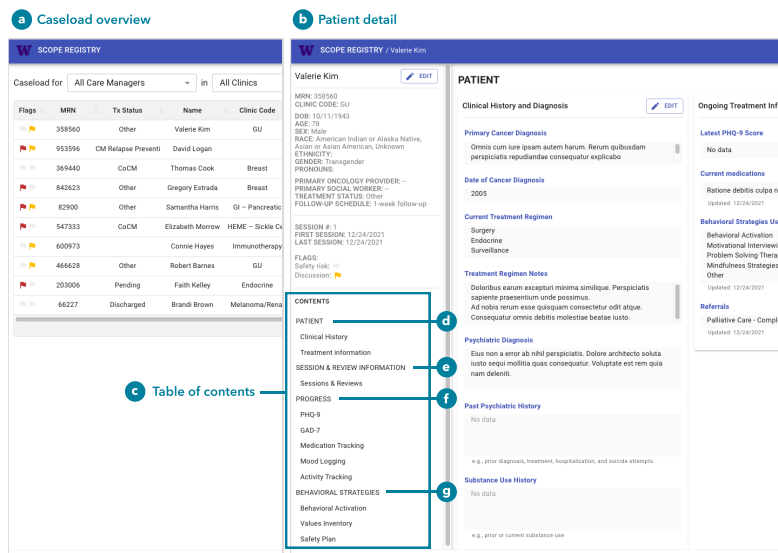 a Caseload overview
b Patient detail
W SCOPE REGISTRY
Caseload for All Care Managers in All Clinics
Flags MRN Tx Status Name Clinic Code
358560 Other Valerie Kim GU
953596 CM Relapse Preventi David Logan
369440 CoCM Thomas Cook Breast
842623 Other Gregory Estrada Breast
82900 Other Samantha Harris GI – Pancreatic
547333 CoCM Elizabeth Morrow HEME – Sickle Ce
600973 Connie Hayes Immunotherapy
466628 Other Robert Barnes GU
203006 Pending Faith Kelley Endocrine
66227 Discharged Brandi Brown Melanoma/Rena
c Table of contents
W SCOPE REGISTRY / Valerie Kim
Valerie Kim EDIT
MRN: 358560
CLINIC CODE: GU
DOB: 10/11/1943
AGE: 78
SEX: Male
RACE: American Indian or Alaska Native,
Asian or Asian American, Unknown
ETHNICITY:
GENDER: Transgender
PRONOUNS:
PRIMARY ONCOLOGY PROVIDER: --
PRIMARY SOCIAL WORKER: --
TREATMENT STATUS: Other
FOLLOW-UP SCHEDULE: 1-week follow-up
SESSION #: 1
FIRST SESSION: 12/24/2021
LAST SESSION: 12/24/2021
FLAGS:
Safety risk:
Discussion:
CONTENTS
PATIENT d
Clinical History
Treatment information
SESSION & REVIEW INFORMATION e
Sessions & Reviews
PROGRESS f
PHQ-9
GAD-7
Medication Tracking
Mood Logging
Activity Tracking
BEHAVIORAL STRATEGIES g
Behavioral Activation
Values Inventory
Safety Plan
PATIENT
Clinical History and Diagnosis EDIT
Primary Cancer Diagnosis
Omnis cum iure ipsam autem harum. Rerum quibusdam
perspiciatis repudiandae consequatur explicabo
Date of Cancer Diagnosis
2005
Current Treatment Regimen
Surgery
Endocrine
Surveillance
Treatment Regimen Notes
Doloribus earum excepturi minima similique. Perspiciatis
sapiente praesentium unde possimus.
Ad nobis rerum esse quisquam consectetur odit atque.
Consequatur omnis debitis molestiae beatae iusto.
Psychiatric Diagnosis
Eius non a error ab nihil perspiciatis. Dolore architecto soluta
iusto sequi mollitia quas consequatur. Voluptate est rem quia
nam deleniti.
Past Psychiatric History
No data
e.g., prior diagnosis, treatment, hospitalization, and suicide attempts
Substance Use History
No data
e.g., prior or current substance use
Ongoing Treatment Inf
Latest PHQ-9 Score
No data
Current medications
Ratione debitis culpa n
Updated: 12/24/2021
Behavioral Strategies Us
Behavioral Activation
Motivational Interviewi
Problem Solving Thera
Mindfulness Strategies
Other
Updated: 12/24/2021
Referrals
Palliative Care - Compl
Updated: 12/24/2021